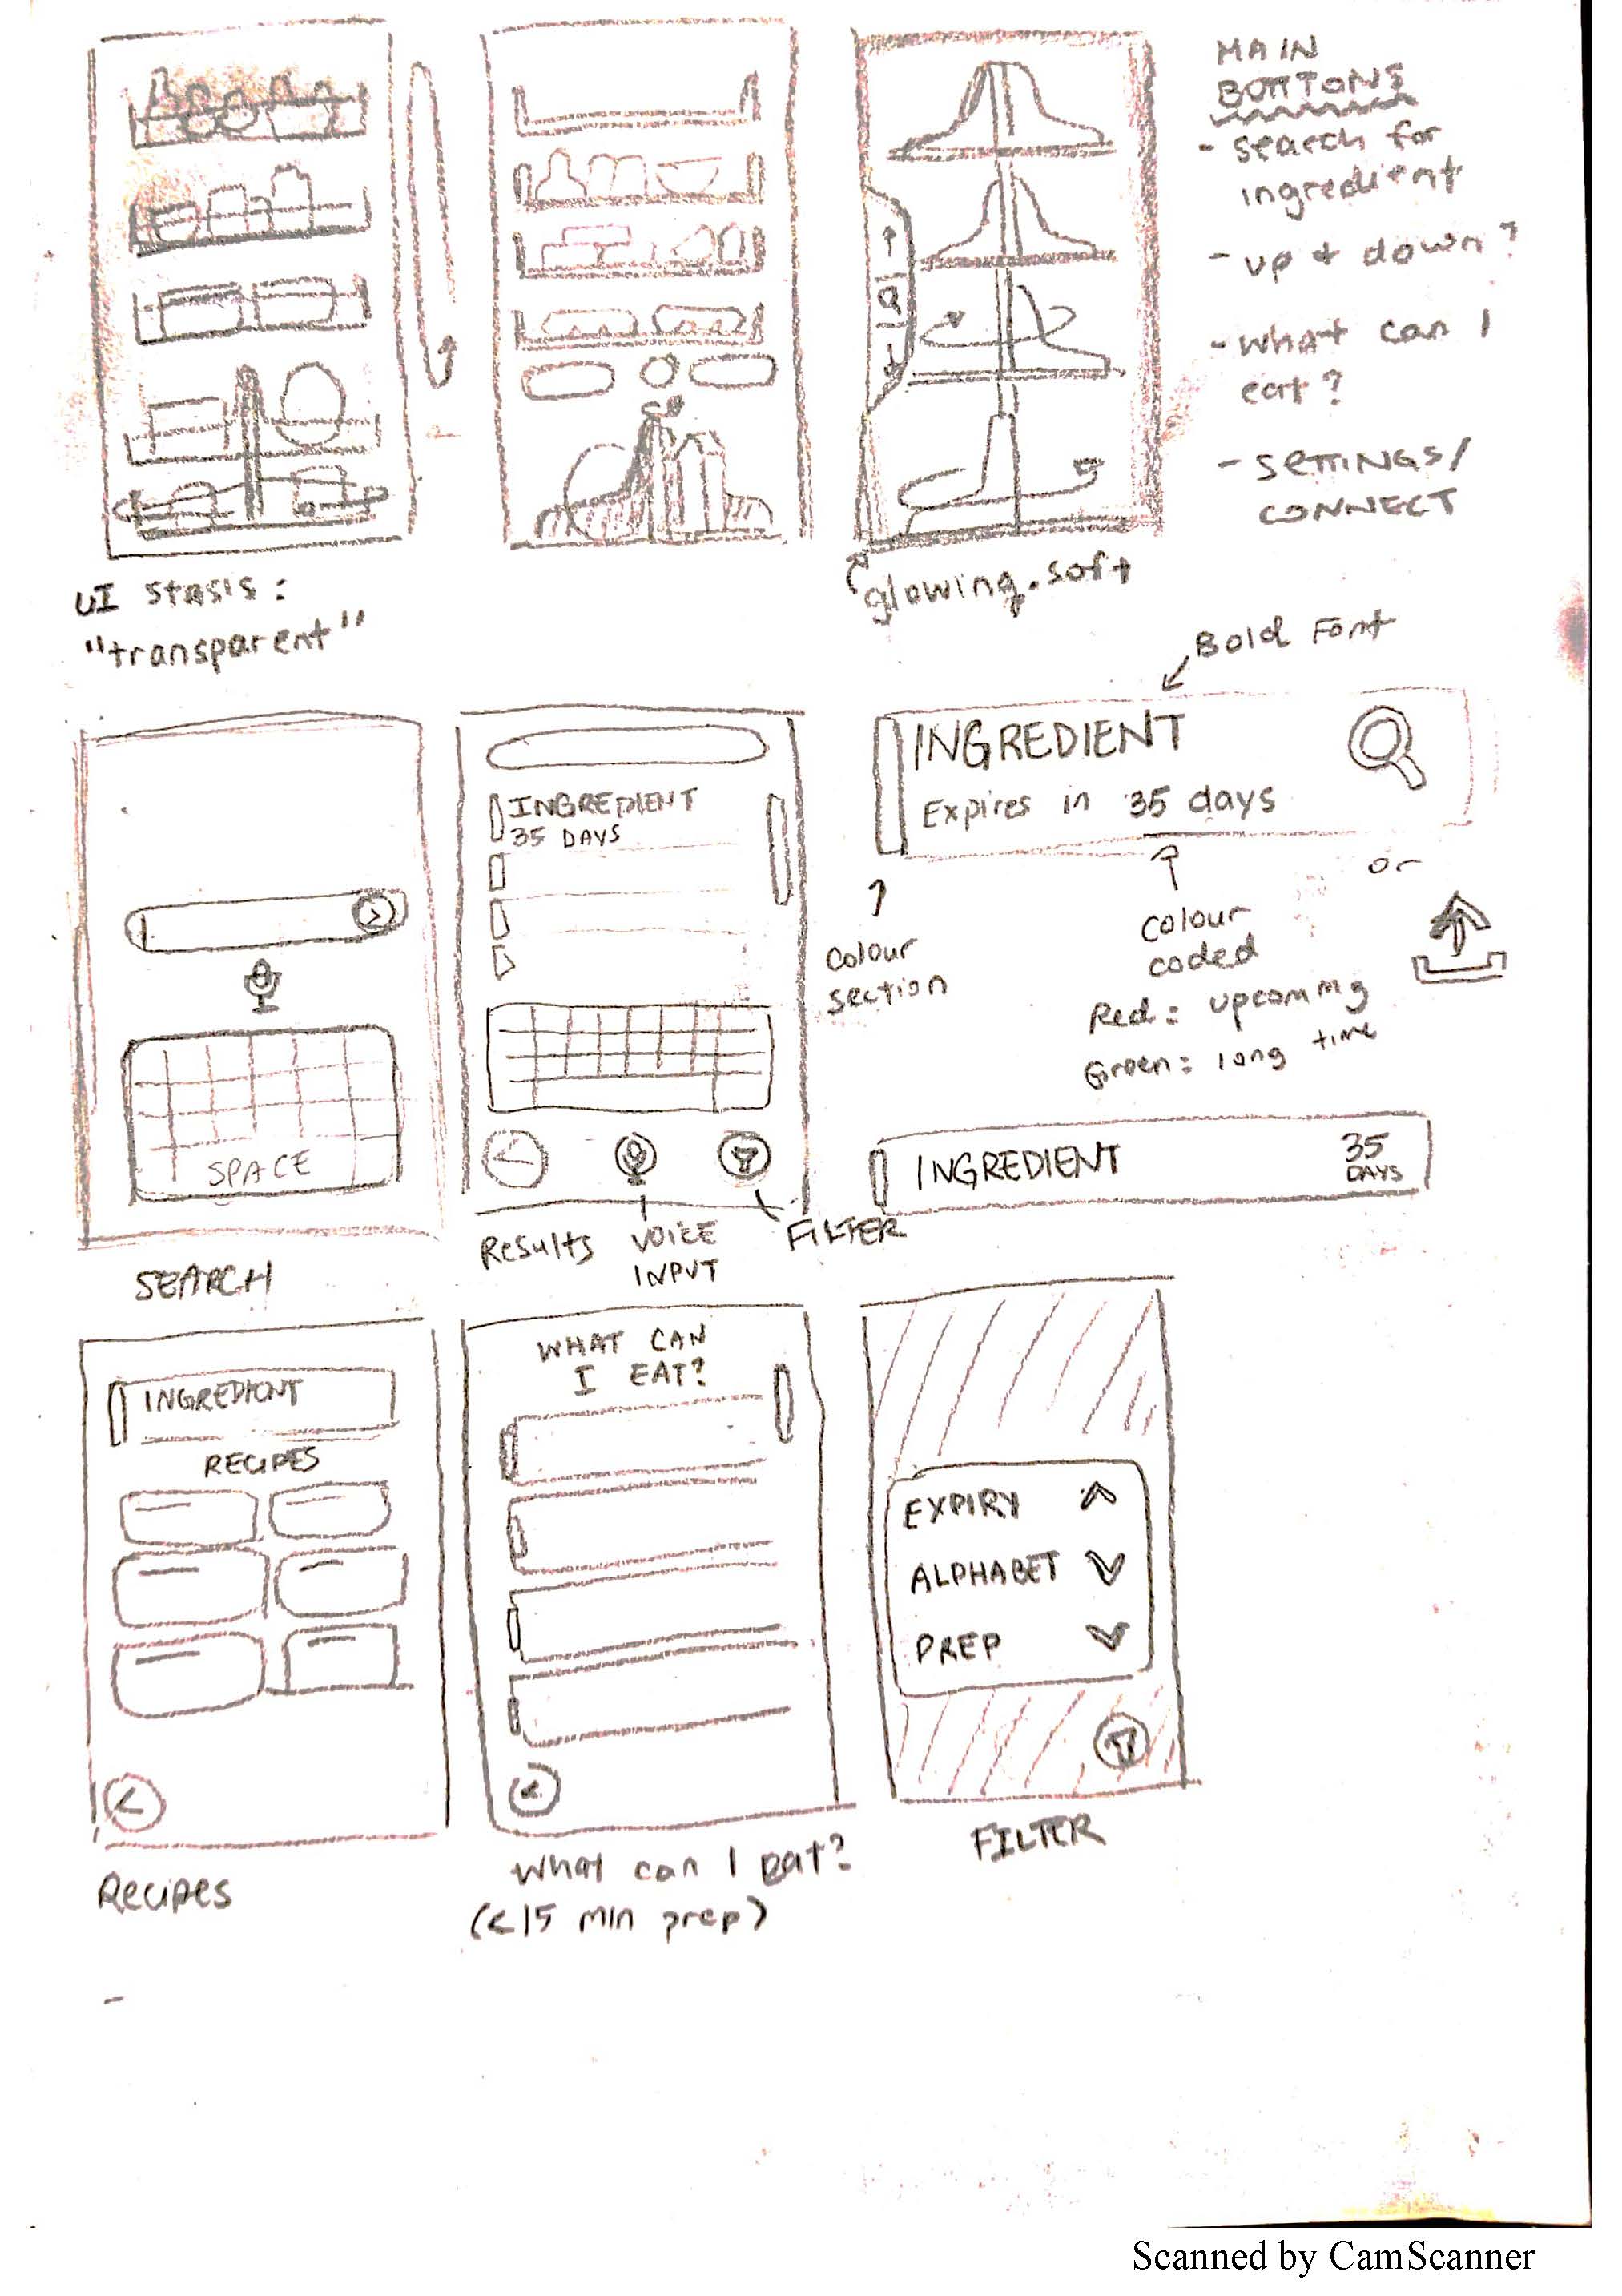 MAIN
BUTTONS
- search for
ingredient
- up & down?
- what can I
eat?
- SETTINGS/
CONNECT
UI stasis:
"transparent"
glowing. soft
Bold Font
INGREDIENT
Expires in 35 days
INGREDIENT
35 DAYS
or
colour
section
colour
coded
Red = upcoming
Green = long time
SPACE
INGREDIENT
35
DAYS
Results
VOICE
INPUT
FILTER
SEARCH
INGREDIENT
RECIPES
WHAT CAN
I EAT?
EXPIRY
ALPHABET
PREP
Recipes
What can I eat?
(<15 min prep)
FILTER
Scanned by CamScanner